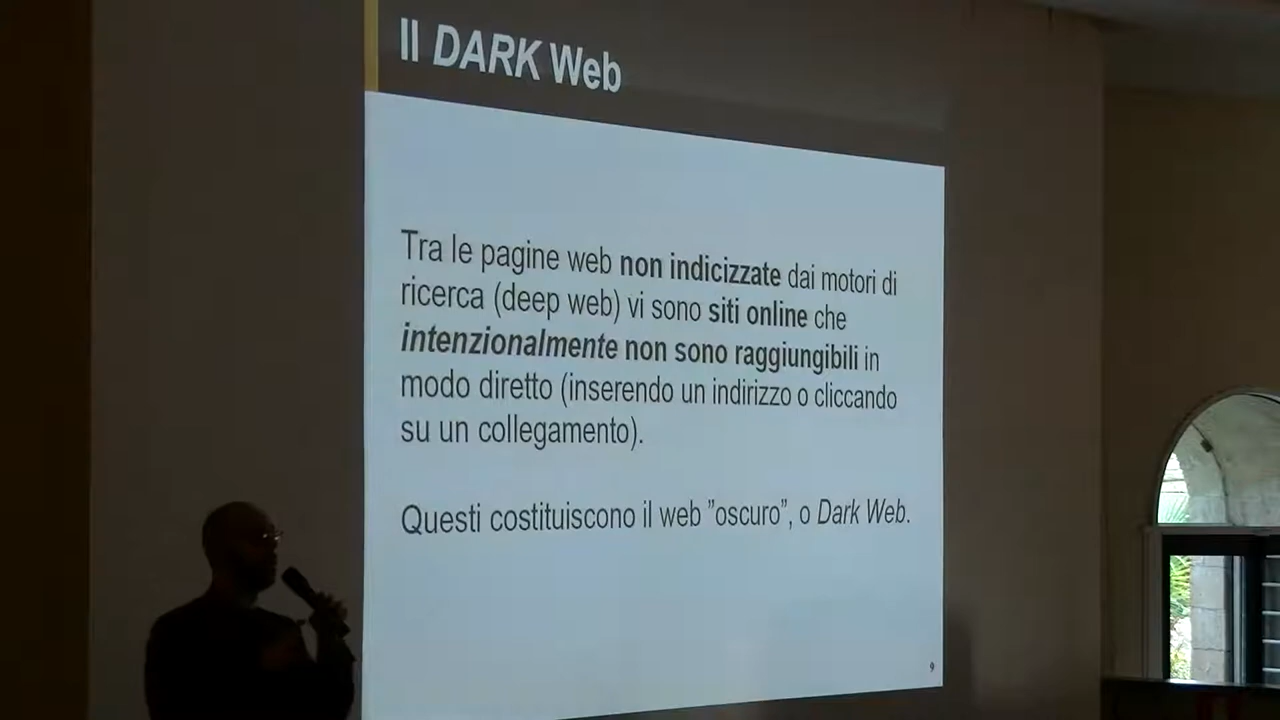 Il DARK Web
Tra le pagine web non indicizzate dai motori di
ricerca (deep web) vi sono siti online che
intenzionalmente non sono raggiungibili in
modo diretto (inserendo un indirizzo o cliccando
su un collegamento).
Questi costituiscono il web ”oscuro”, o Dark Web.
9